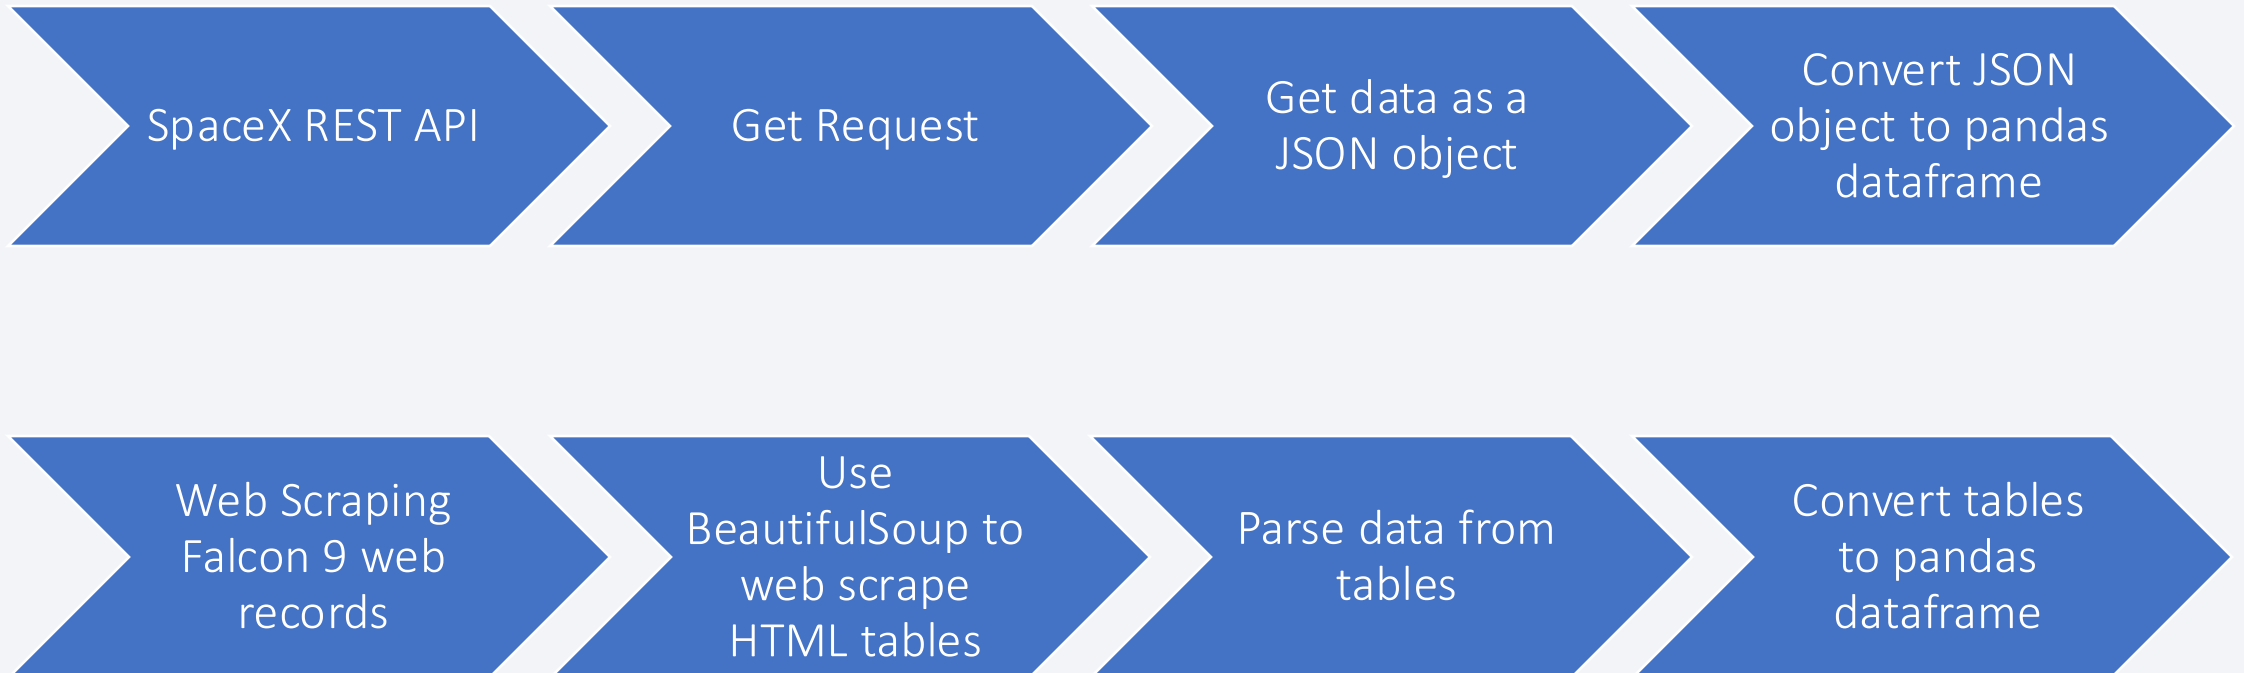 SpaceX REST API
Get Request
Get data as a
JSON object
Convert JSON
object to pandas
dataframe
Web Scraping
Falcon 9 web
records
Use
BeautifulSoup to
web scrape
HTML tables
Parse data from
tables
Convert tables
to pandas
dataframe